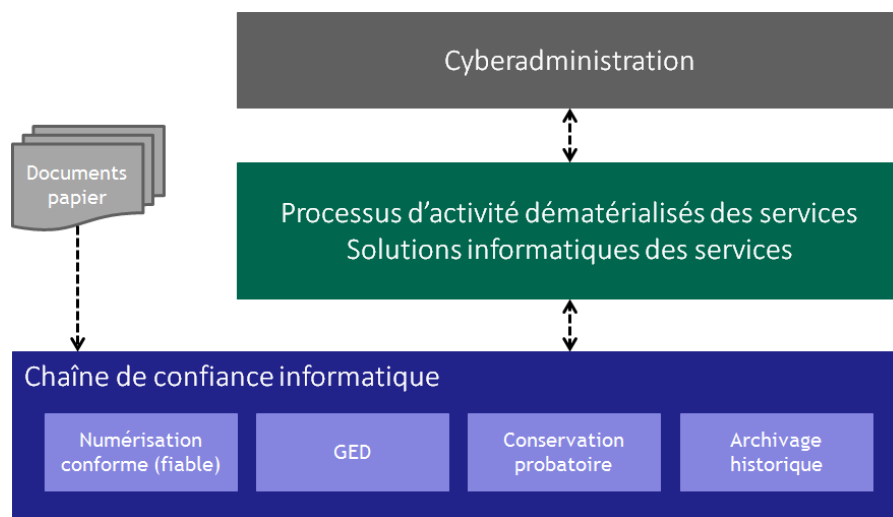 Cyberadministration
Documents
papier
Processus d'activité dématérialisés des services
Solutions informatiques des services
Chaîne de confiance informatique
Numérisation
conforme (fiable)
GED
Conservation
probatoire
Archivage
historique